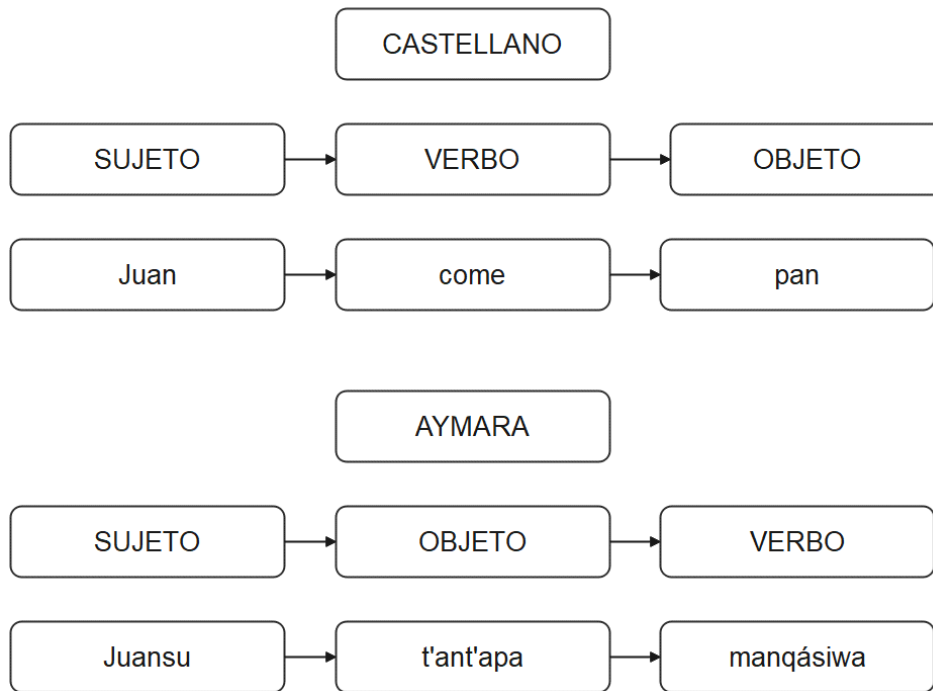 CASTELLANO
SUJETO VERBO OBJETO
Juan come pan
AYMARA
SUJETO OBJETO VERBO
Juansu t'ant'apa manqásiwa